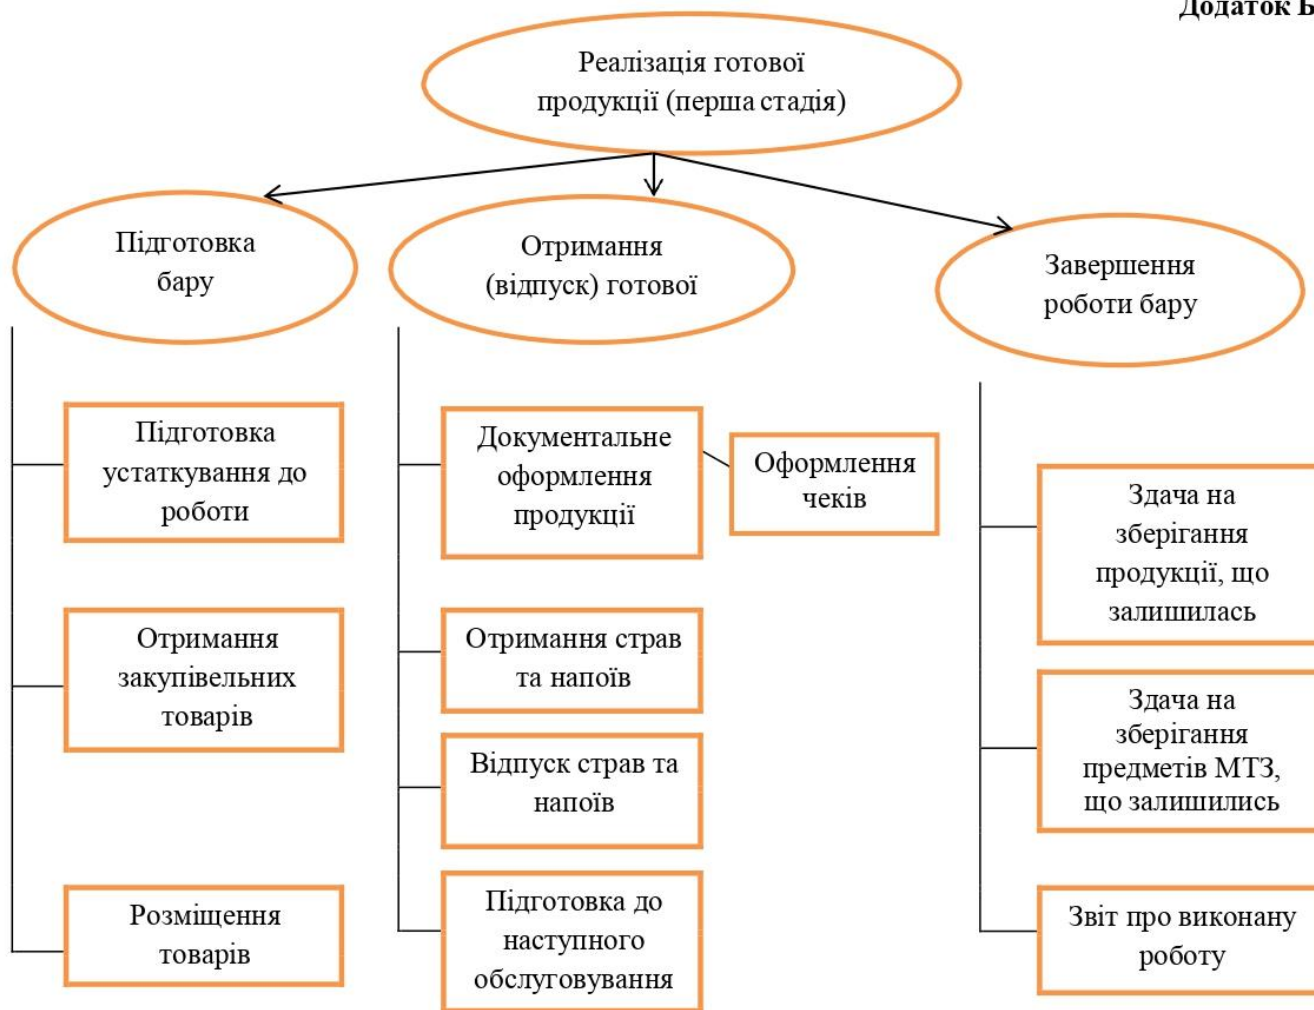 Додаток Б
Реалізація готової
продукції (перша стадія)
Підготовка
бару
Отримання
(відпуск) готової
Завершення
роботи бару
Підготовка
устаткування до
роботи
Отримання
закупівельних
товарів
Розміщення
товарів
Документальне
оформлення
продукції
Оформлення
чеків
Отримання страв
та напоїв
Відпуск страв та
напоїв
Підготовка до
наступного
обслуговування
Здача на
зберігання
продукції, що
залишилась
Здача на
зберігання
предметів МТЗ,
що залишились
Звіт про виконану
роботу